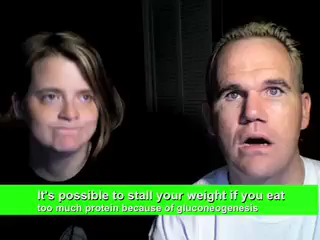 It's possible to stall your weight if you eat
too much protein because of gluconeogenesis